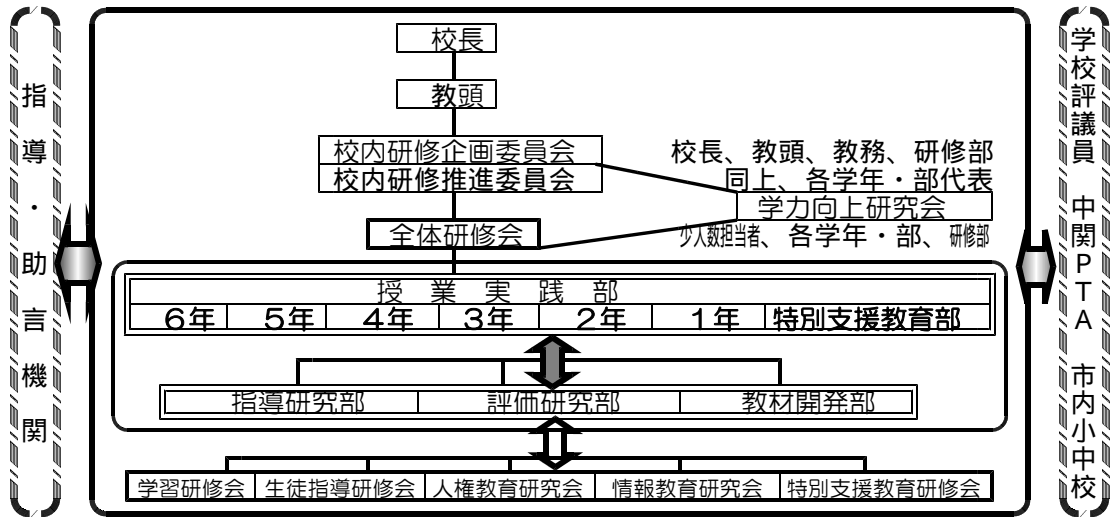 指導・助言機関
校長
教頭
校内研修企画委員会
校長、教頭、教務、研修部
校内研修推進委員会
同上、各学年・部代表
学力向上研究会
全体研修会
少人数担当者、各学年・部、研修部
授業実践部
6年 5年 4年 3年 2年 1年 特別支援教育部
指導研究部 評価研究部 教材開発部
学習研修会 生徒指導研修会 人権教育研究会 情報教育研究会 特別支援教育研修会
学校評議員 中関PTA 市内小中校